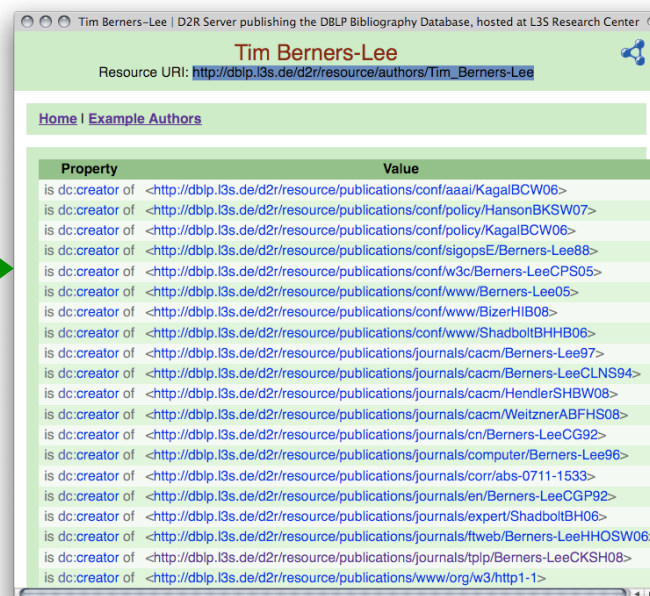 Tim Berners-Lee | D2R Server publishing the DBLP Bibliography Database, hosted at L3S Research Center
Tim Berners-Lee
Resource URI: http://dblp.l3s.de/d2r/resource/authors/Tim_Berners-Lee
Home | Example Authors
Property Value
is dc:creator of <http://dblp.l3s.de/d2r/resource/publications/conf/aaai/KagalBCW06>
is dc:creator of <http://dblp.l3s.de/d2r/resource/publications/conf/policy/HansonBKSW07>
is dc:creator of <http://dblp.l3s.de/d2r/resource/publications/conf/policy/KagalBCW06>
is dc:creator of <http://dblp.l3s.de/d2r/resource/publications/conf/sigopsE/Berners-Lee88>
is dc:creator of <http://dblp.l3s.de/d2r/resource/publications/conf/w3c/Berners-LeeCPS05>
is dc:creator of <http://dblp.l3s.de/d2r/resource/publications/conf/www/Berners-Lee05>
is dc:creator of <http://dblp.l3s.de/d2r/resource/publications/conf/www/BizerHIB08>
is dc:creator of <http://dblp.l3s.de/d2r/resource/publications/conf/www/ShadboltBHHB06>
is dc:creator of <http://dblp.l3s.de/d2r/resource/publications/journals/cacm/Berners-Lee97>
is dc:creator of <http://dblp.l3s.de/d2r/resource/publications/journals/cacm/Berners-LeeCLNS94>
is dc:creator of <http://dblp.l3s.de/d2r/resource/publications/journals/cacm/HendlerSHBW08>
is dc:creator of <http://dblp.l3s.de/d2r/resource/publications/journals/cacm/WeitznerABFHS08>
is dc:creator of <http://dblp.l3s.de/d2r/resource/publications/journals/cn/Berners-LeeCG92>
is dc:creator of <http://dblp.l3s.de/d2r/resource/publications/journals/computer/Berners-Lee96>
is dc:creator of <http://dblp.l3s.de/d2r/resource/publications/journals/corr/abs-0711-1533>
is dc:creator of <http://dblp.l3s.de/d2r/resource/publications/journals/en/Berners-LeeCGP92>
is dc:creator of <http://dblp.l3s.de/d2r/resource/publications/journals/expert/ShadboltBH06>
is dc:creator of <http://dblp.l3s.de/d2r/resource/publications/journals/ftweb/Berners-LeeHHOSW06>
is dc:creator of <http://dblp.l3s.de/d2r/resource/publications/journals/tplp/Berners-LeeCKSH08>
is dc:creator of <http://dblp.l3s.de/d2r/resource/publications/www/org/w3/http1-1>